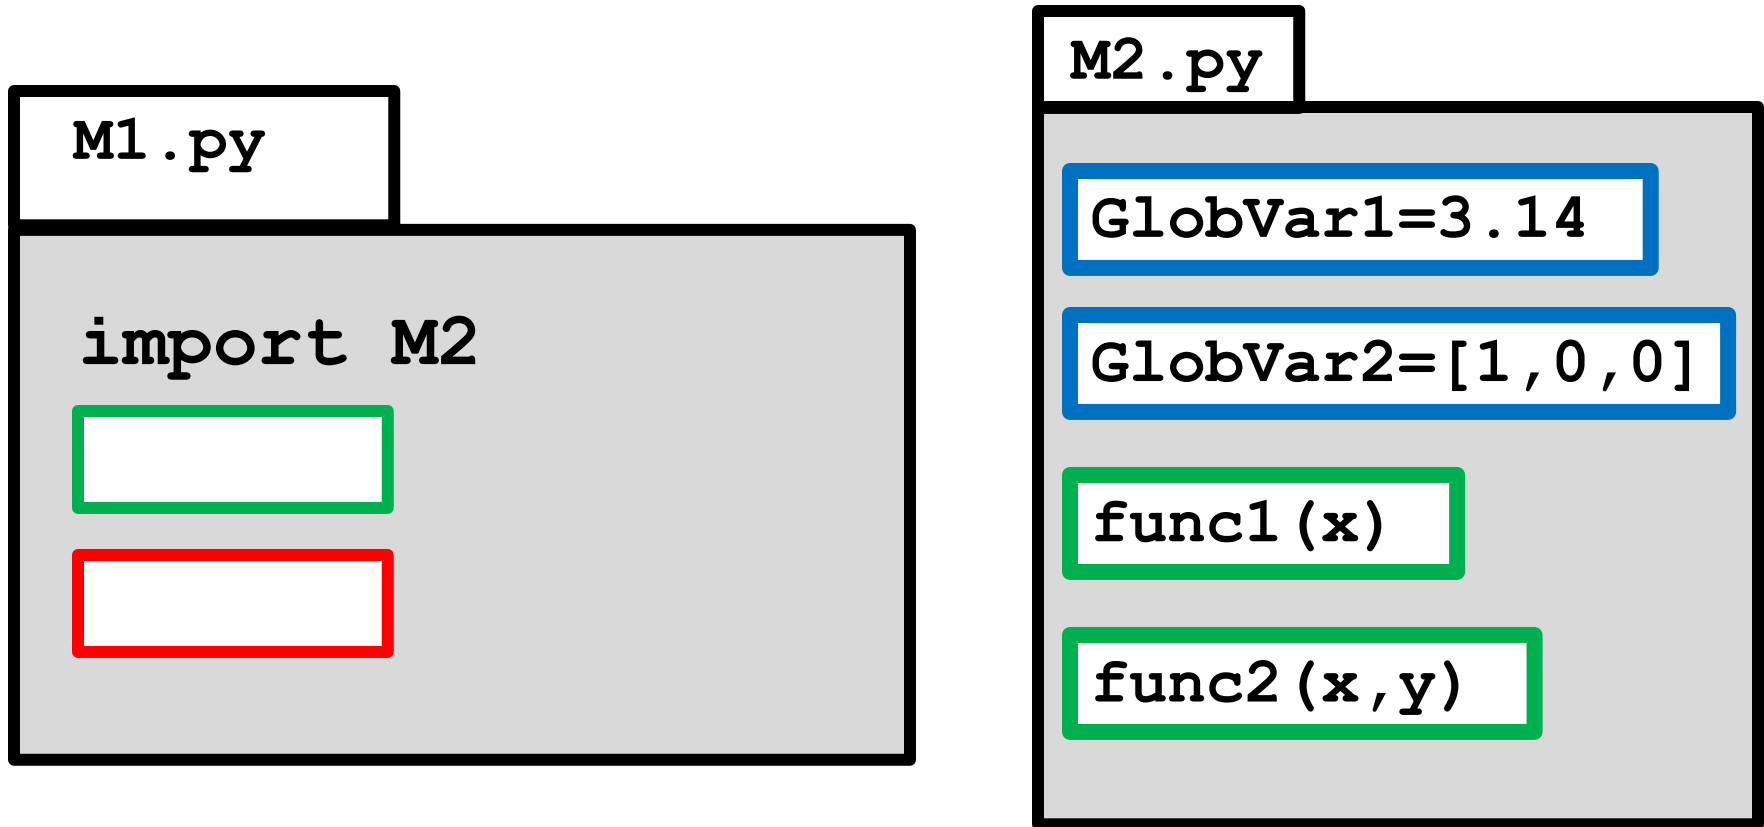 M1.py
import M2
M2.py
GlobVar1=3.14
GlobVar2=[1,0,0]
func1(x)
func2(x,y)